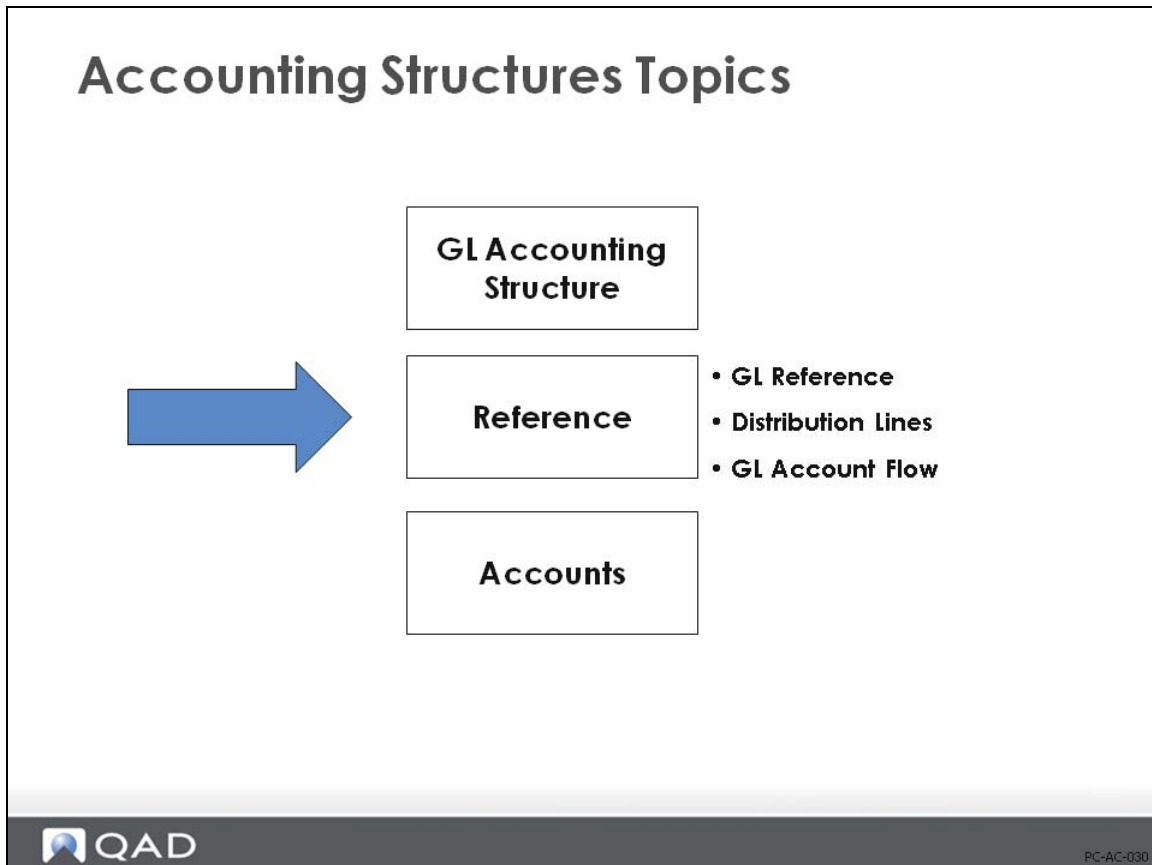 Accounting Structures Topics
GL Accounting
Structure
Reference
• GL Reference
• Distribution Lines
• GL Account Flow
Accounts
QAD
PC-AC-030